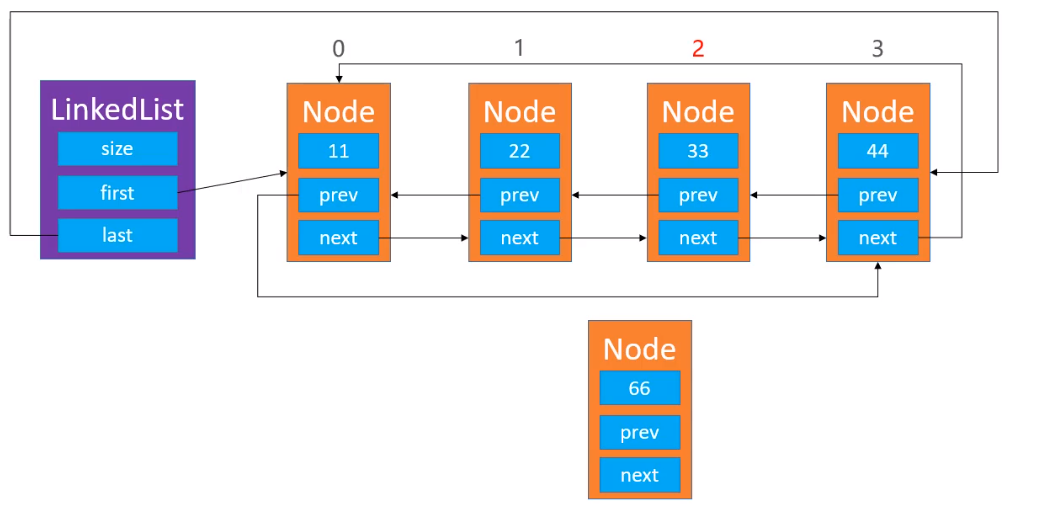 0
1
2
3
LinkedList
size
first
last
Node
11
prev
next
Node
22
prev
next
Node
33
prev
next
Node
44
prev
next
Node
66
prev
next